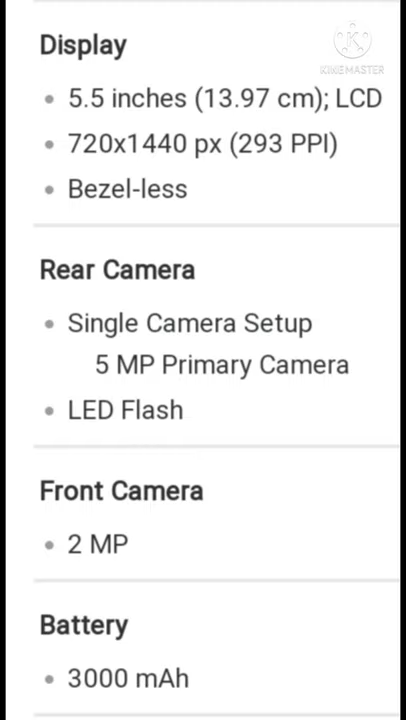 Display
KINEMASTER
5.5 inches (13.97 cm); LCD
720x1440 px (293 PPI)
Bezel-less
Rear Camera
Single Camera Setup
5 MP Primary Camera
LED Flash
Front Camera
2 MP
Battery
3000 mAh